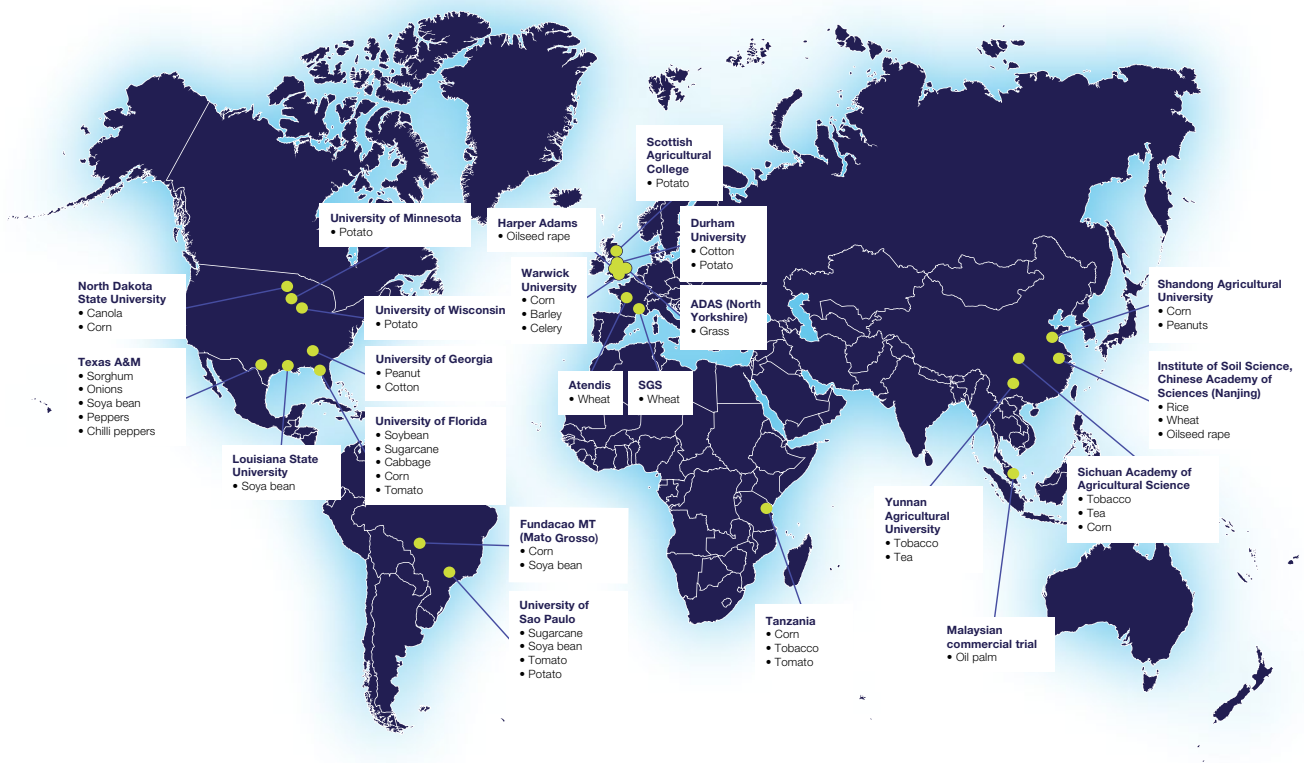 Scottish
Agricultural
College
• Potato
University of Minnesota
• Potato
Harper Adams
• Oilseed rape
Durham
University
• Cotton
• Potato
North Dakota
State University
• Canola
• Corn
Warwick
University
• Corn
• Barley
• Celery
ADAS (North
Yorkshire)
• Grass
Shandong Agricultural
University
• Corn
• Peanuts
University of Wisconsin
• Potato
Texas A&M
• Sorghum
• Onions
• Soya bean
• Peppers
• Chilli peppers
University of Georgia
• Peanut
• Cotton
Atendis
• Wheat
SGS
• Wheat
Institute of Soil Science,
Chinese Academy of
Sciences (Nanjing)
• Rice
• Wheat
• Oilseed rape
University of Florida
• Soybean
• Sugarcane
• Cabbage
• Corn
• Tomato
Louisiana State
University
• Soya bean
Sichuan Academy of
Agricultural Science
• Tobacco
• Tea
• Corn
Yunnan
Agricultural
University
• Tobacco
• Tea
Fundacao MT
(Mato Grosso)
• Corn
• Soya bean
University of
Sao Paulo
• Sugarcane
• Soya bean
• Tomato
• Potato
Tanzania
• Corn
• Tobacco
• Tomato
Malaysian
commercial trial
• Oil palm